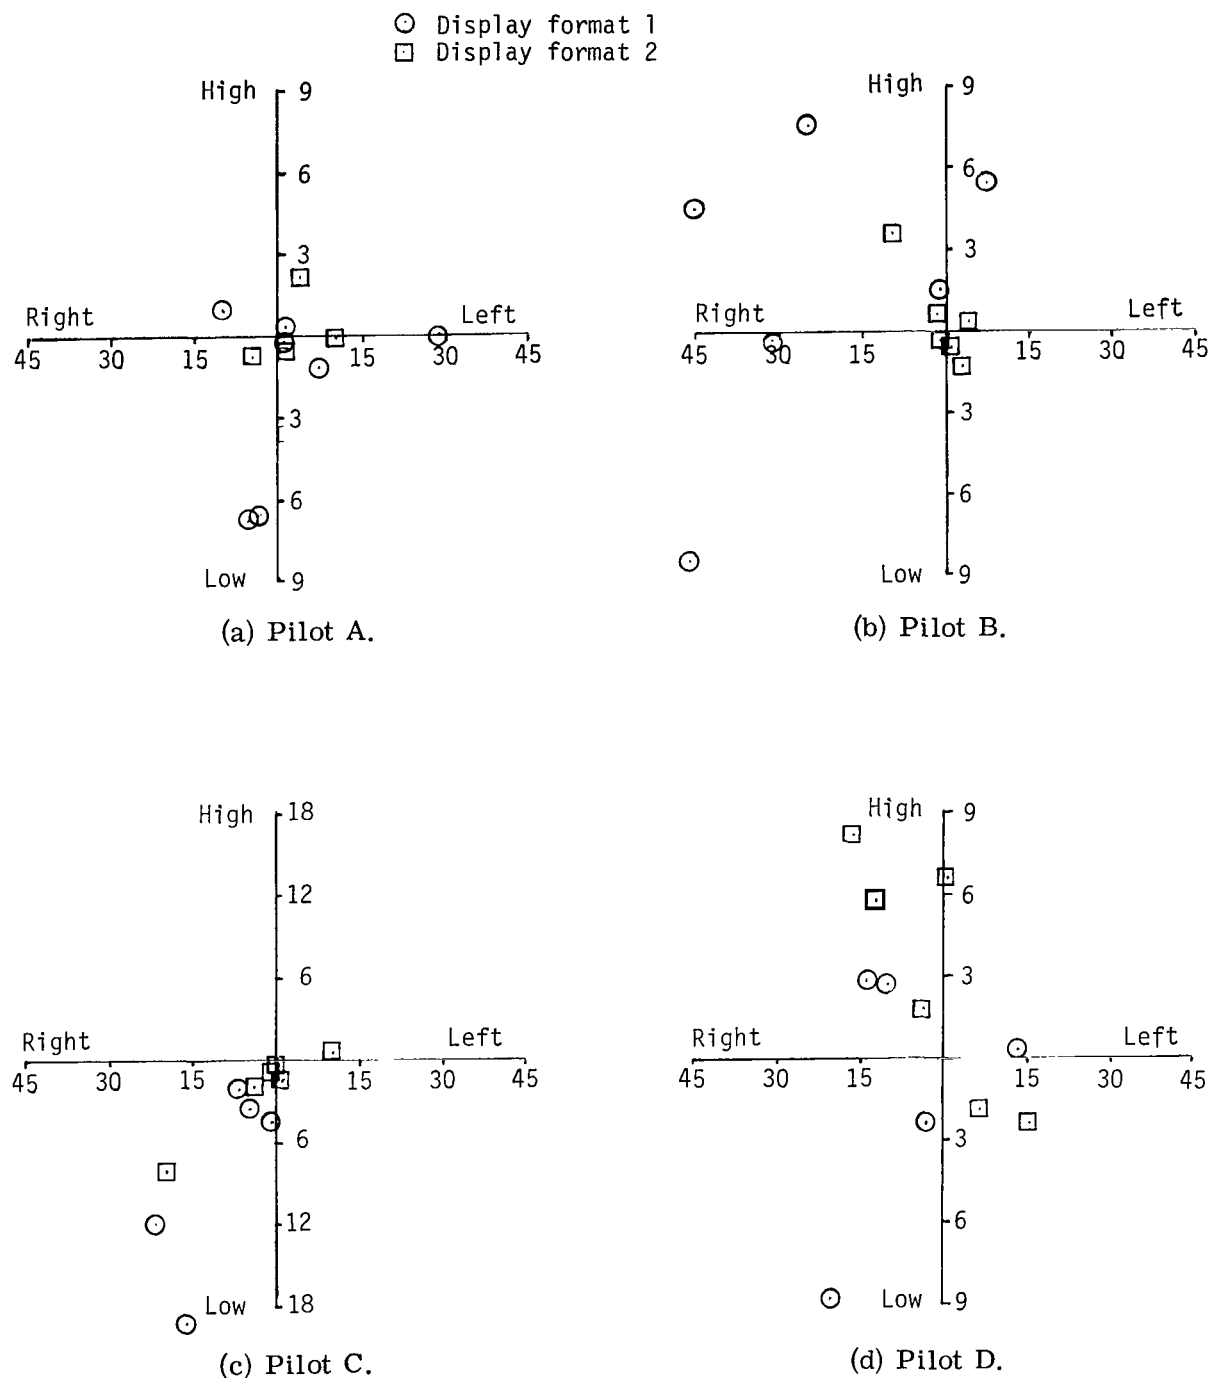 Display format 1
Display format 2
High 9
6
3
Right Left
45 30 15 15 30 45
3
6
Low 9
(a) Pilot A.
High 9
6
3
Right Left
45 30 15 15 30 45
3
6
Low 9
(b) Pilot B.
High 18
12
6
Right Left
45 30 15 15 30 45
6
12
Low 18
(c) Pilot C.
High 9
6
3
Right Left
45 30 15 15 30 45
3
6
Low 9
(d) Pilot D.